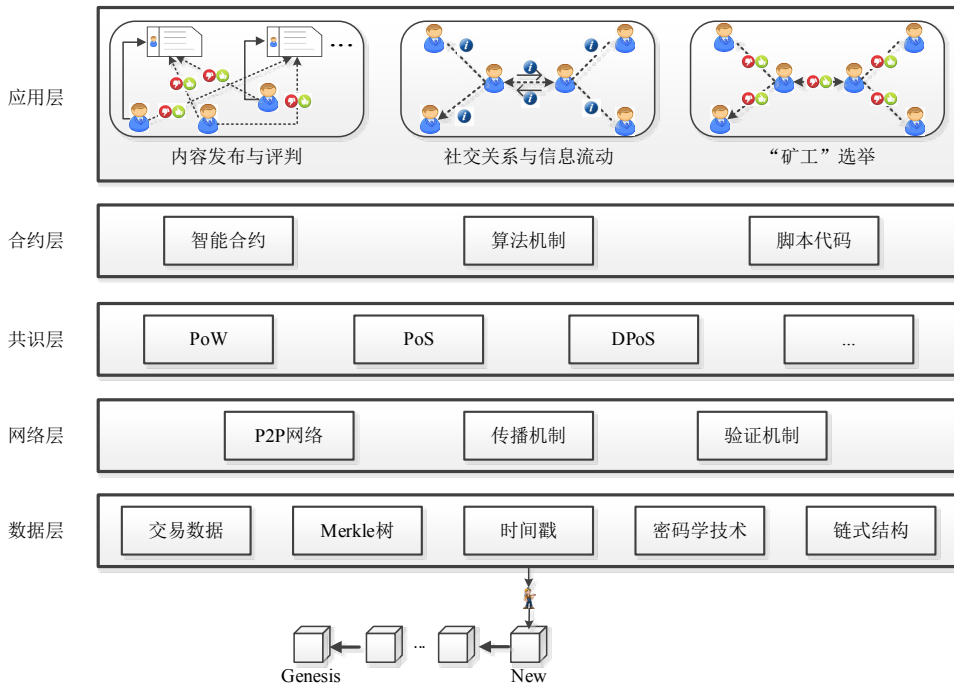 ...
应用层
内容发布与评判
社交关系与信息流动
“矿工”选举
合约层
智能合约
算法机制
脚本代码
共识层
PoW
PoS
DPoS
...
网络层
P2P网络
传播机制
验证机制
数据层
交易数据
Merkle树
时间戳
密码学技术
链式结构
...
Genesis
New